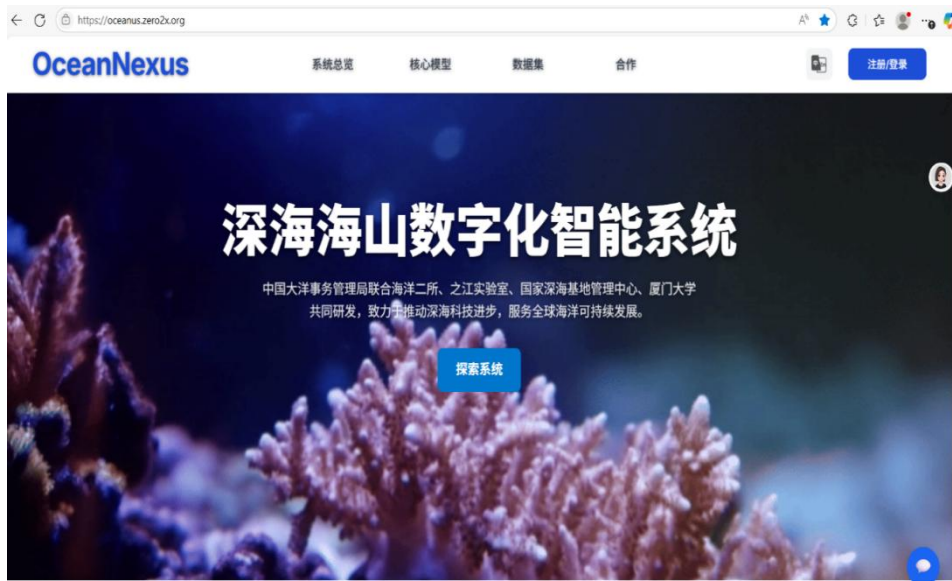 https://oceanus.zero2x.org
OceanNexus
系统总览
核心模型
数据集
合作
注册/登录
深海海山数字化智能系统
中国大洋事务管理局联合海洋二所、之江实验室、国家深海基地管理中心、厦门大学
共同研发，致力于推动深海科技进步，服务全球海洋可持续发展。
探索系统